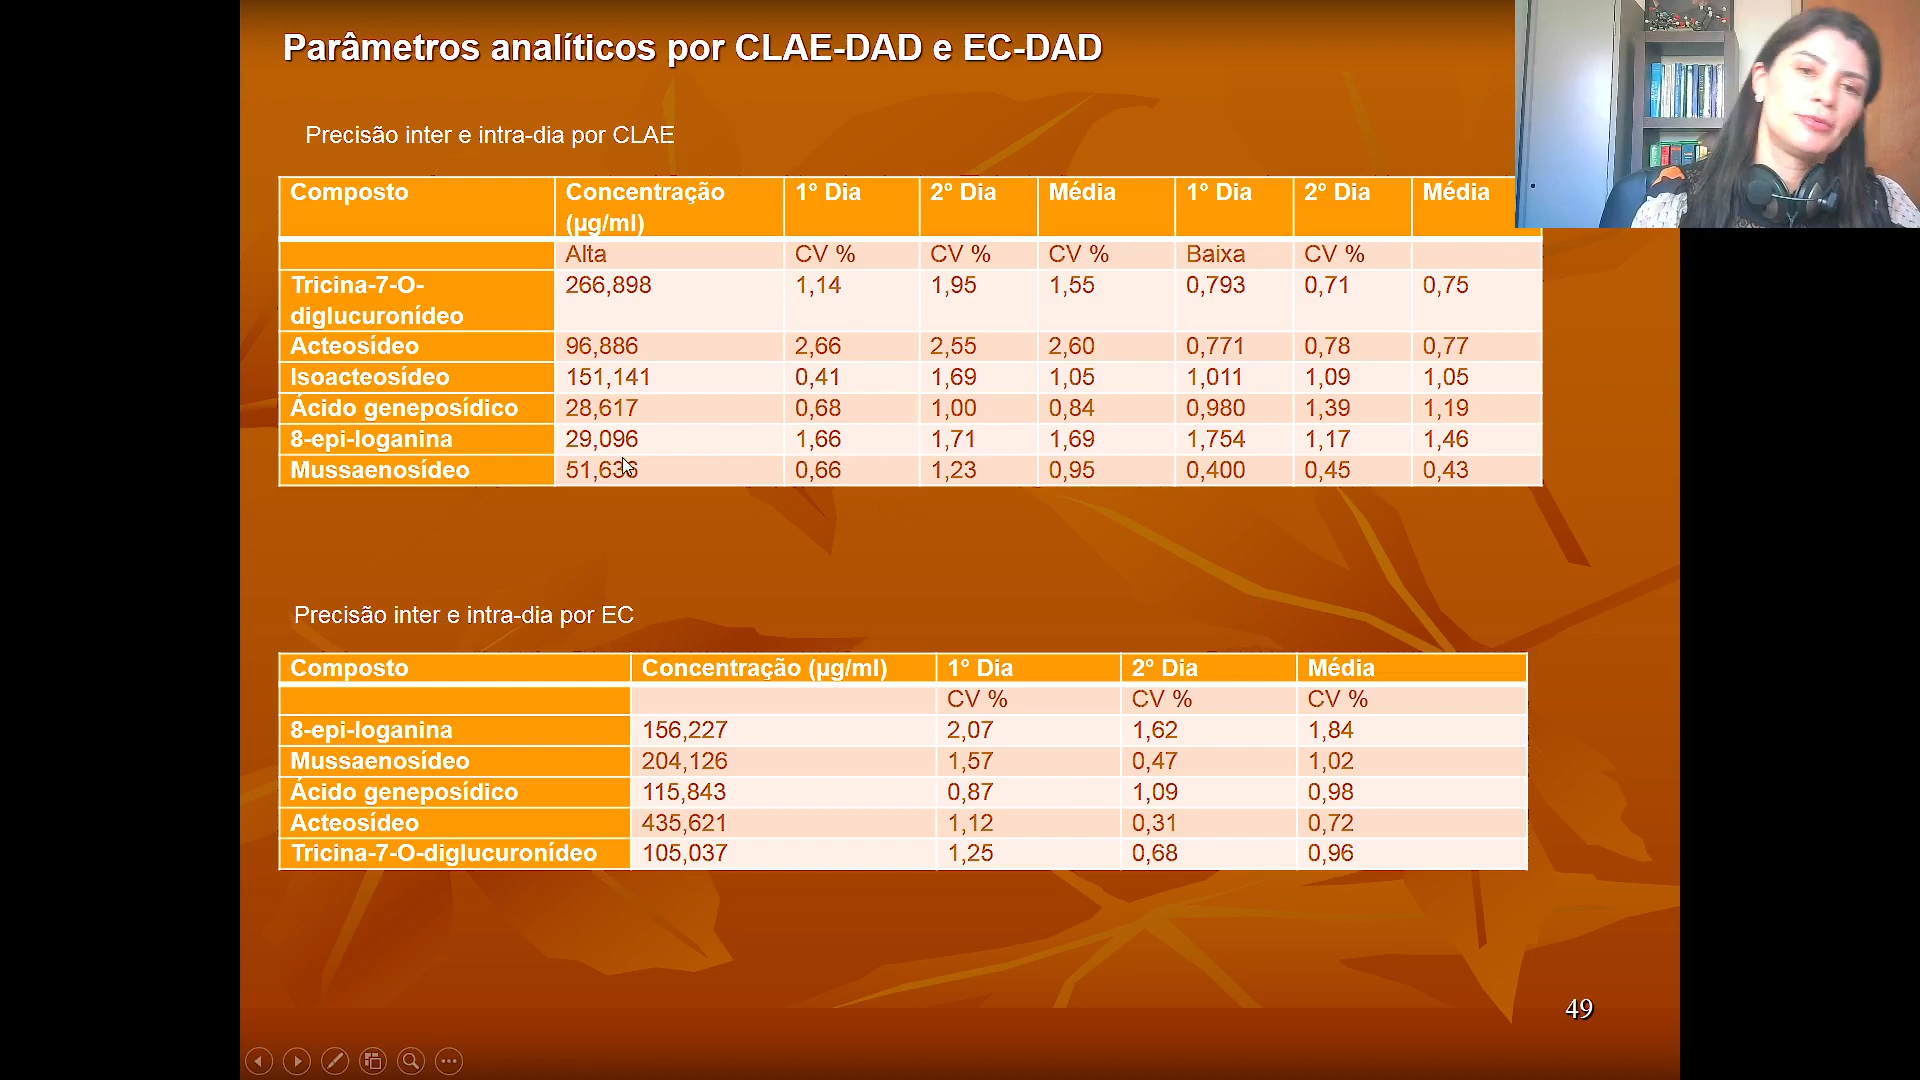 Parâmetros analíticos por CLAE-DAD e EC-DAD
Precisão inter e intra-dia por CLAE
Composto Concentração (µg/ml) 1º Dia 2º Dia Média 1º Dia 2º Dia Média
Alta CV % CV % CV % Baixa CV %
Tricina-7-O-diglucuronídeo 266,898 1,14 1,95 1,55 0,793 0,71 0,75
Acteosídeo 96,886 2,66 2,55 2,60 0,771 0,78 0,77
Isoacteosídeo 151,141 0,41 1,69 1,05 1,011 1,09 1,05
Ácido geneposídico 28,617 0,68 1,00 0,84 0,980 1,39 1,19
8-epi-loganina 29,096 1,66 1,71 1,69 1,754 1,17 1,46
Mussaenosídeo 51,636 0,66 1,23 0,95 0,400 0,45 0,43
Precisão inter e intra-dia por EC
Composto Concentração (µg/ml) 1º Dia 2º Dia Média
CV % CV % CV %
8-epi-loganina 156,227 2,07 1,62 1,84
Mussaenosídeo 204,126 1,57 0,47 1,02
Ácido geneposídico 115,843 0,87 1,09 0,98
Acteosídeo 435,621 1,12 0,31 0,72
Tricina-7-O-diglucuronídeo 105,037 1,25 0,68 0,96
49